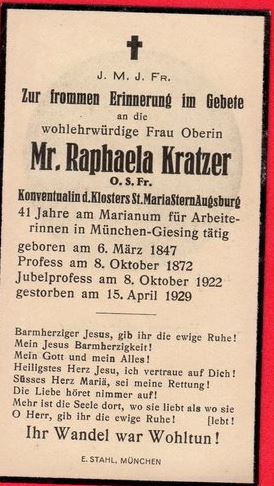 J. M. J. FR.
Zur frommen Erinnerung im Gebete
an die
wohlehrwürdige Frau Oberin
Mr. Raphaela Kratzer
O. S. Fr.
Konventualin d. Klosters St. Maria Stern Augsburg
41 Jahre am Marianum für Arbeite-
rinnen in München-Giesing tätig
geboren am 6. März 1847
Profess am 8. Oktober 1872
Jubelprofess am 8. Oktober 1922
gestorben am 15. April 1929
Barmherziger Jesus, gib ihr die ewige Ruhe!
Mein Jesus Barmherzigkeit!
Mein Gott und mein Alles!
Heiligstes Herz Jesu, ich vertraue auf Dich!
Süsses Herz Mariä, sei meine Rettung!
Die Liebe höret nimmer auf!
Mehr ist die Seele dort, wo sie liebt als wo sie
O Herr, gib ihr die ewige Ruhe! [lebt!
Ihr Wandel war Wohltun!
E. STAHL, MÜNCHEN